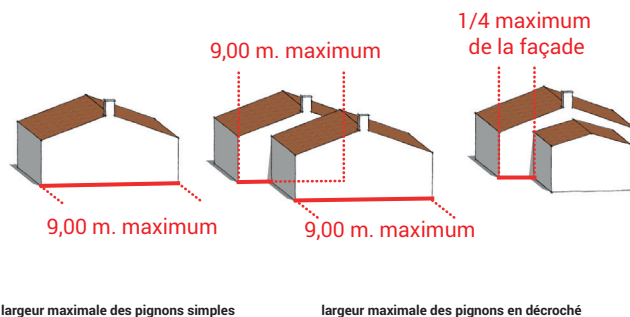 1/4 maximum
de la façade
9,00 m. maximum
9,00 m. maximum
9,00 m. maximum
largeur maximale des pignons simples
largeur maximale des pignons en décroché